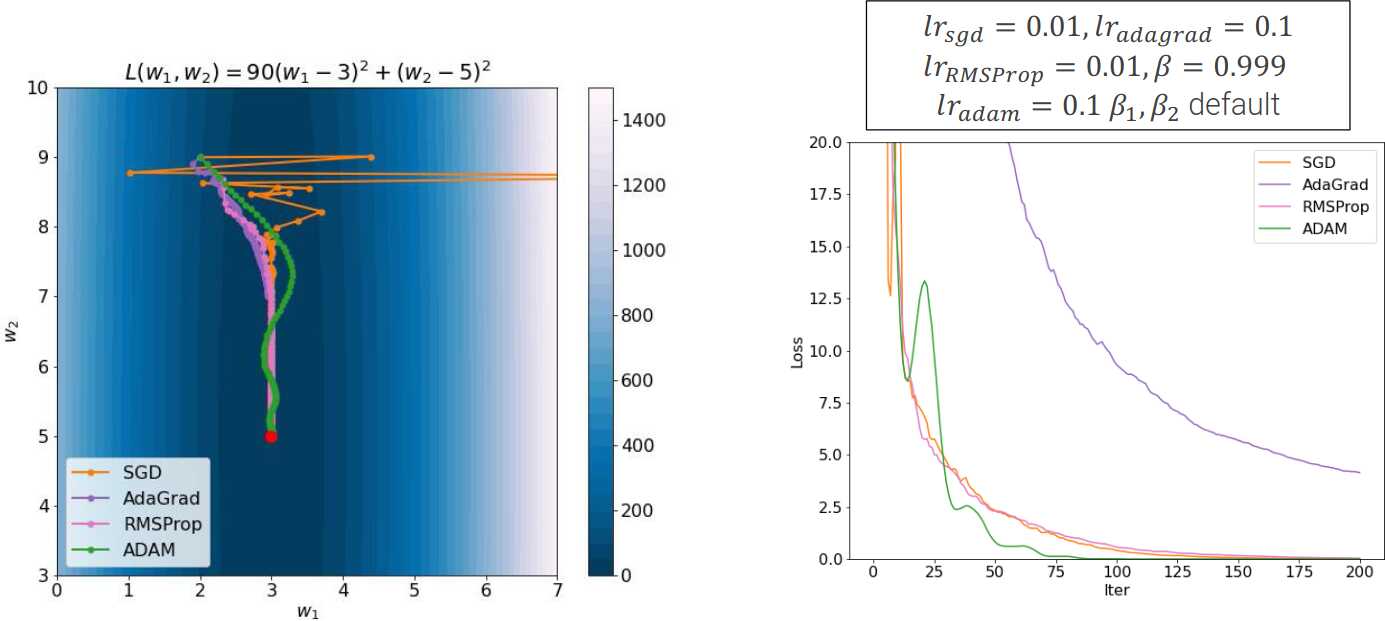 L(w₁, w₂) = 90(w₁ − 3)² + (w₂ − 5)²
10
9
8
7
6
5
4
3
w₂
0 1 2 3 4 5 6 7
w₁
SGD
AdaGrad
RMSProp
ADAM
1400
1200
1000
800
600
400
200
0
lr_sgd = 0.01, lr_adagrad = 0.1
lr_RMSProp = 0.01, β = 0.999
lr_adam = 0.1 β₁, β₂ default
20.0
17.5
15.0
12.5
10.0
7.5
5.0
2.5
0.0
Loss
0 25 50 75 100 125 150 175 200
Iter
SGD
AdaGrad
RMSProp
ADAM